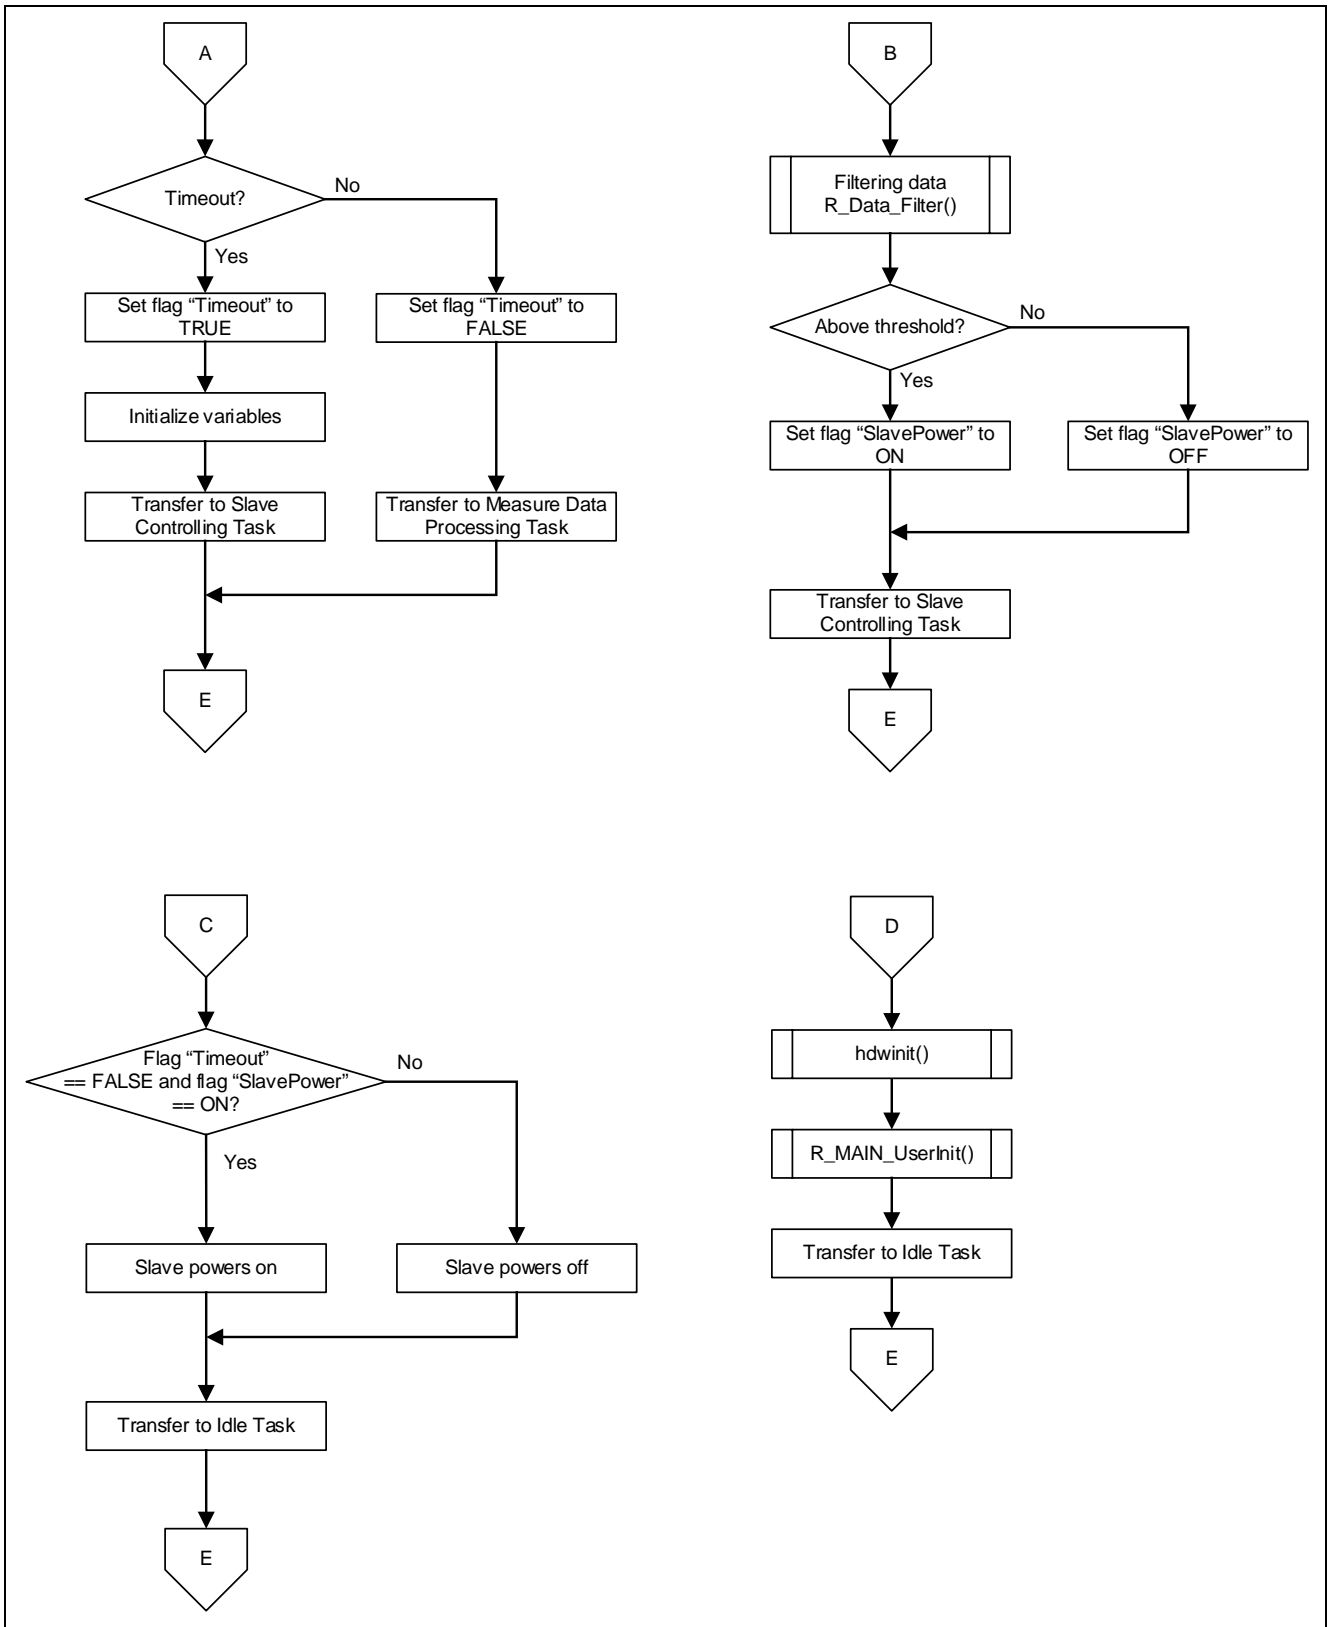 A
Timeout?
No
Yes
Set flag “Timeout” to
TRUE
Set flag “Timeout” to
FALSE
Initialize variables
Transfer to Slave
Controlling Task
Transfer to Measure Data
Processing Task
E
B
Filtering data
R_Data_Filter()
Above threshold?
No
Yes
Set flag “SlavePower” to
ON
Set flag “SlavePower” to
OFF
Transfer to Slave
Controlling Task
E
C
Flag “Timeout”
== FALSE and flag “SlavePower”
== ON?
No
Yes
Slave powers on
Slave powers off
Transfer to Idle Task
E
D
hdwinit()
R_MAIN_UserInit()
Transfer to Idle Task
E